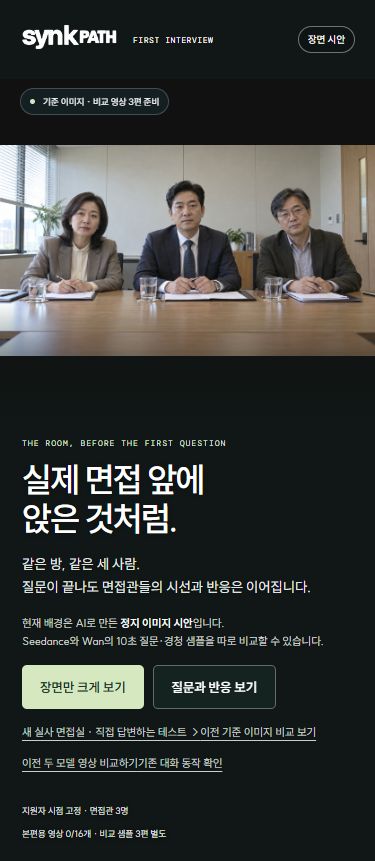 synkPATH
FIRST INTERVIEW
장면 시안
기준 이미지 · 비교 영상 3편 준비
THE ROOM, BEFORE THE FIRST QUESTION
실제 면접 앞에
앉은 것처럼.
같은 방, 같은 세 사람.
질문이 끝나도 면접관들의 시선과 반응은 이어집니다.
현재 배경은 AI로 만든 정지 이미지 시안입니다.
Seedance와 Wan의 10초 질문·경청 샘플을 따로 비교할 수 있습니다.
장면만 크게 보기
질문과 반응 보기
새 실사 면접실 · 직접 답변하는 테스트 →이전 기준 이미지 비교 보기
이전 두 모델 영상 비교하기기존 대화 동작 확인
지원자 시점 고정 · 면접관 3명
본편용 영상 0/16개 · 비교 샘플 3편 별도